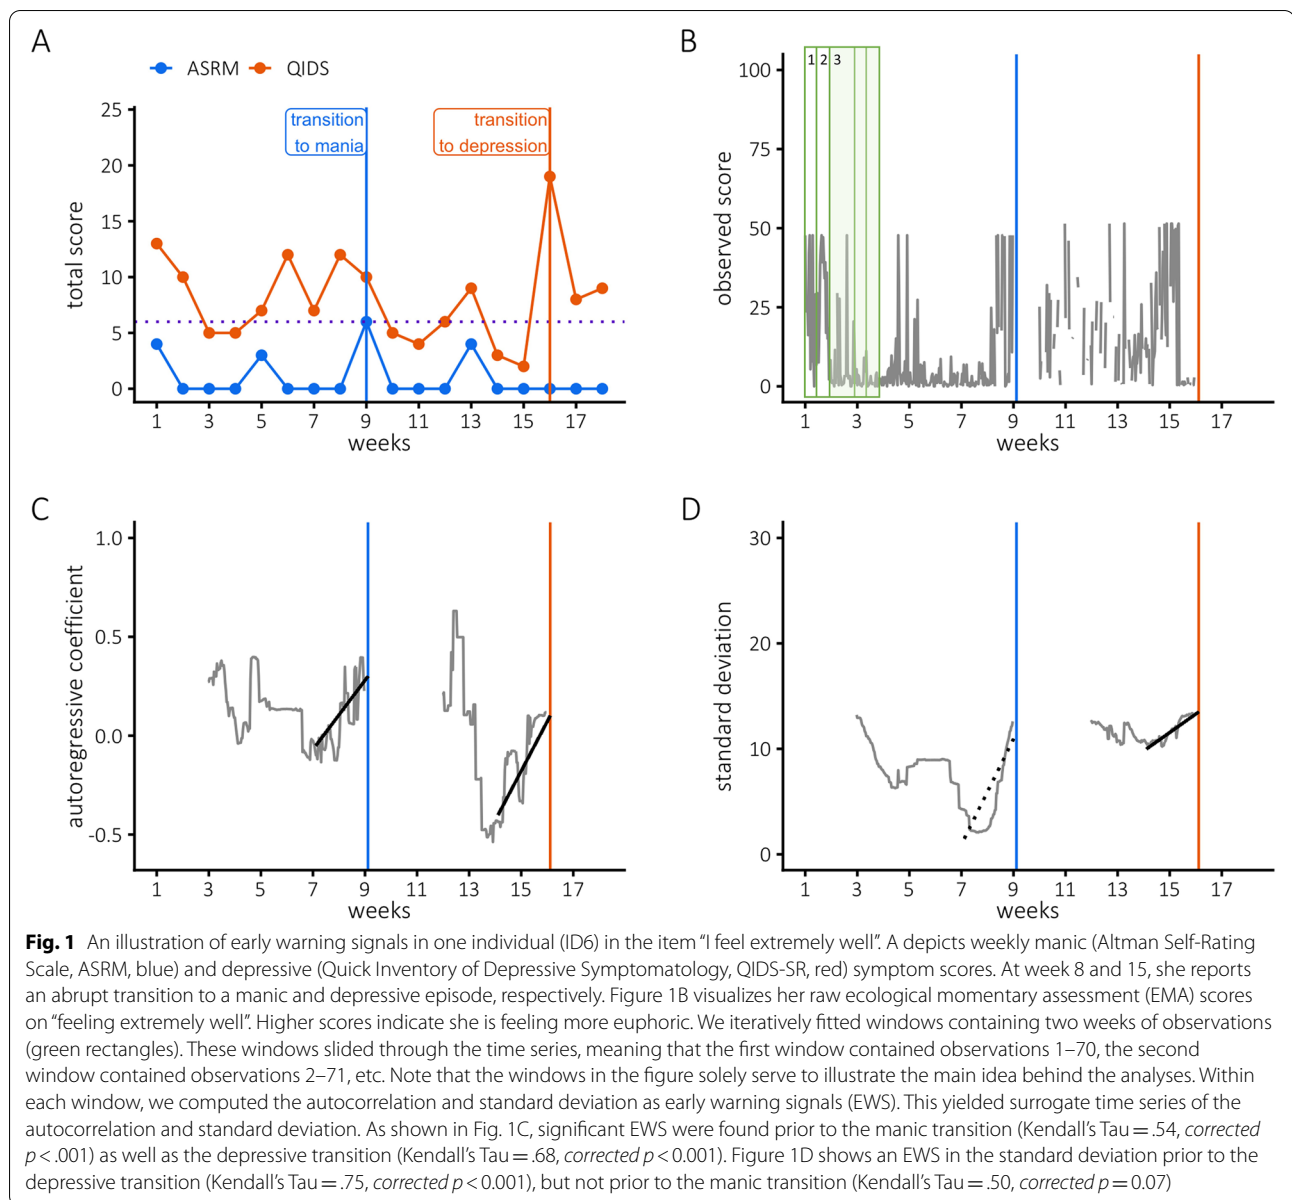 A
ASRM QIDS
25
20
15
10
5
0
total score
transition
to mania
transition
to depression
1 3 5 7 9 11 13 15 17
weeks
B
1 2 3
100
75
50
25
0
observed score
1 3 5 7 9 11 13 15 17
weeks
C
1.0
0.5
0.0
-0.5
autoregressive coefficient
1 3 5 7 9 11 13 15 17
weeks
D
30
20
10
0
standard deviation
1 3 5 7 9 11 13 15 17
weeks
Fig. 1 An illustration of early warning signals in one individual (ID6) in the item “I feel extremely well”. A depicts weekly manic (Altman Self-Rating
Scale, ASRM, blue) and depressive (Quick Inventory of Depressive Symptomatology, QIDS-SR, red) symptom scores. At week 8 and 15, she reports
an abrupt transition to a manic and depressive episode, respectively. Figure 1B visualizes her raw ecological momentary assessment (EMA) scores
on “feeling extremely well”. Higher scores indicate she is feeling more euphoric. We iteratively fitted windows containing two weeks of observations
(green rectangles). These windows slided through the time series, meaning that the first window contained observations 1–70, the second
window contained observations 2–71, etc. Note that the windows in the figure solely serve to illustrate the main idea behind the analyses. Within
each window, we computed the autocorrelation and standard deviation as early warning signals (EWS). This yielded surrogate time series of the
autocorrelation and standard deviation. As shown in Fig. 1C, significant EWS were found prior to the manic transition (Kendall’s Tau = .54, corrected
p < .001) as well as the depressive transition (Kendall’s Tau = .68, corrected p < 0.001). Figure 1D shows an EWS in the standard deviation prior to the
depressive transition (Kendall’s Tau = .75, corrected p < 0.001), but not prior to the manic transition (Kendall’s Tau = .50, corrected p = 0.07)